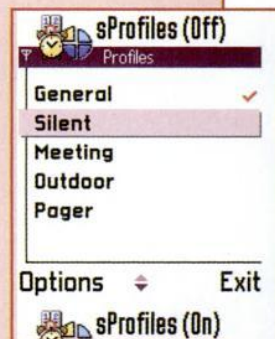 sProfiles (Off)
Profiles
General
Silent
Meeting
Outdoor
Pager
Options Exit
sProfiles (On)